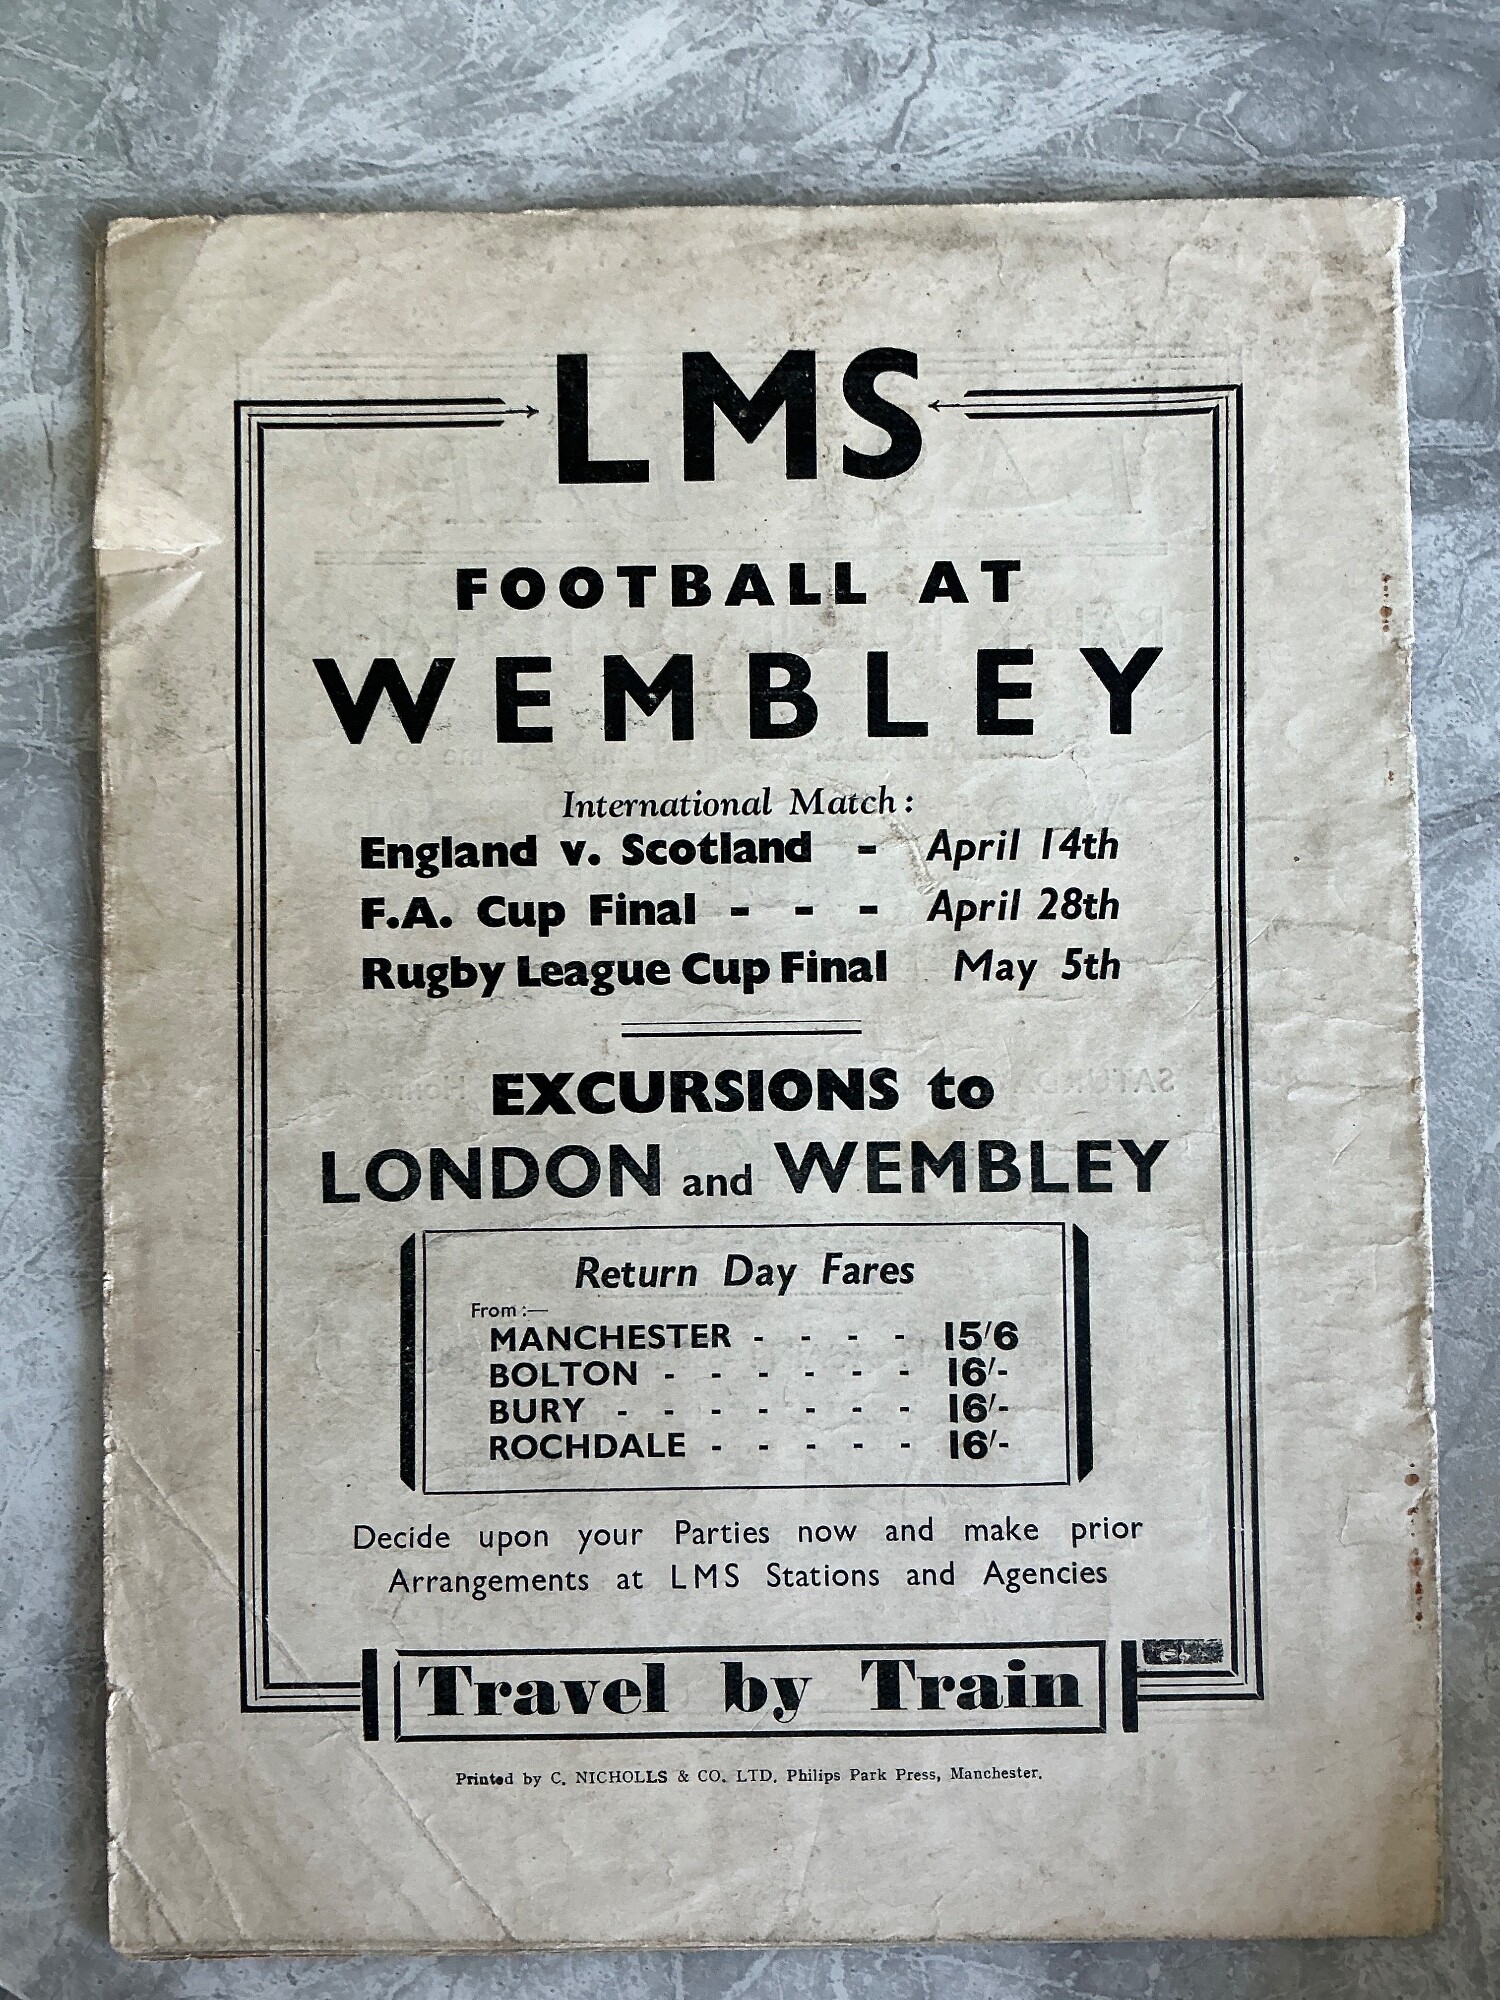 LMS
FOOTBALL AT
WEMBLEY
International Match:
England v. Scotland - April 14th
F.A. Cup Final - - - April 28th
Rugby League Cup Final May 5th
EXCURSIONS to
LONDON and WEMBLEY
Return Day Fares
From:—
MANCHESTER - - - - 15/6
BOLTON - - - - - - 16/-
BURY - - - - - - - 16/-
ROCHDALE - - - - - 16/-
Decide upon your Parties now and make prior
Arrangements at LMS Stations and Agencies
Travel by Train
Printed by C. NICHOLLS & CO. LTD. Philips Park Press, Manchester.